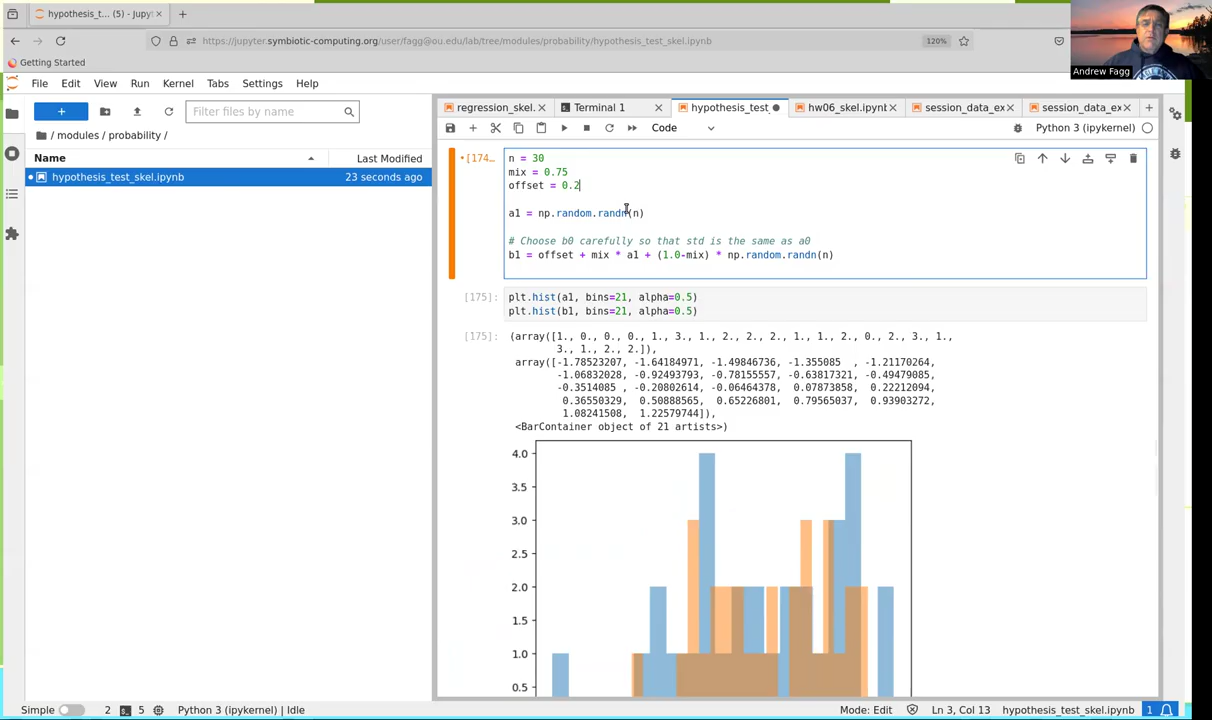 hypothesis_t… (5) - Jupyt
https://jupyter.symbiotic-computing.org/user/fagg@ou.edu/lab/tree/modules/probability/hypothesis_test_skel.ipynb
120%
Getting Started
Andrew Fagg
File Edit View Run Kernel Tabs Settings Help
Filter files by name
/ modules / probability /
Name Last Modified
hypothesis_test_skel.ipynb 23 seconds ago
regression_skel. Terminal 1 hypothesis_test_ hw06_skel.ipynt session_data_ex session_data_ex
Code Python 3 (ipykernel)
[174…
n = 30
mix = 0.75
offset = 0.2
a1 = np.random.randn(n)
# Choose b0 carefully so that std is the same as a0
b1 = offset + mix * a1 + (1.0-mix) * np.random.randn(n)
[175]:
plt.hist(a1, bins=21, alpha=0.5)
plt.hist(b1, bins=21, alpha=0.5)
[175]:
(array([1., 0., 0., 0., 1., 3., 1., 2., 2., 2., 1., 1., 2., 0., 2., 3., 1.,
3., 1., 2., 2.]),
array([-1.78523207, -1.64184971, -1.49846736, -1.355085  , -1.21170264,
-1.06832028, -0.92493793, -0.78155557, -0.63817321, -0.49479085,
-0.3514085 , -0.20802614, -0.06464378,  0.07873858,  0.22212094,
0.36550329,  0.50888565,  0.65226801,  0.79565037,  0.93903272,
1.08241508,  1.22579744]),
<BarContainer object of 21 artists>)
4.0
3.5
3.0
2.5
2.0
1.5
1.0
0.5
Simple 2 5 Python 3 (ipykernel) | Idle Mode: Edit Ln 3, Col 13 hypothesis_test_skel.ipynb 1